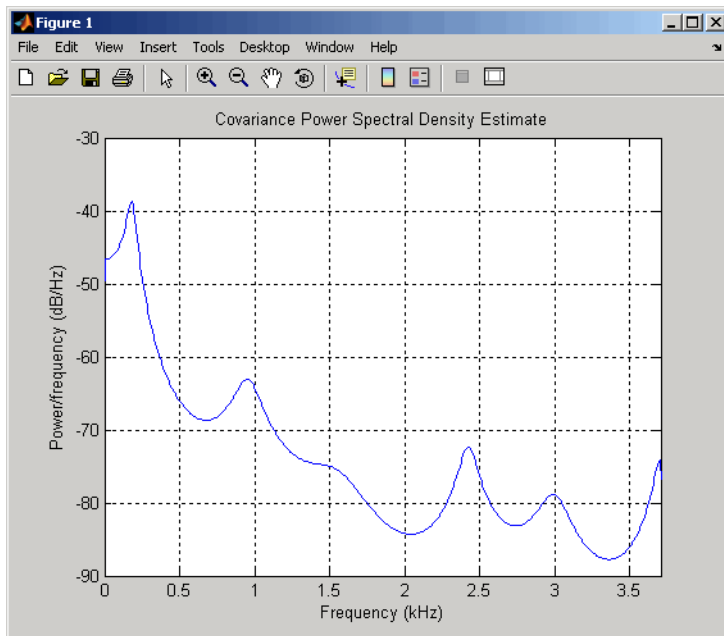 Figure 1
File Edit View Insert Tools Desktop Window Help
Covariance Power Spectral Density Estimate
Power/frequency (dB/Hz)
-30
-40
-50
-60
-70
-80
-90
0 0.5 1 1.5 2 2.5 3 3.5
Frequency (kHz)